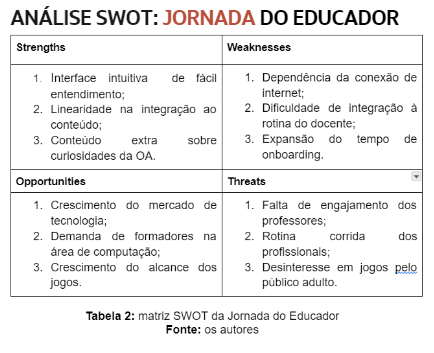 ANÁLISE SWOT: JORNADA DO EDUCADOR
Strengths
1. Interface intuitiva de fácil
entendimento;
2. Linearidade na integração ao
conteúdo;
3. Conteúdo extra sobre
curiosidades da OA.
Weaknesses
1. Dependência da conexão de
internet;
2. Dificuldade de integração à
rotina do docente;
3. Expansão do tempo de
onboarding.
Opportunities
1. Crescimento do mercado de
tecnologia;
2. Demanda de formadores na
área de computação;
3. Crescimento do alcance dos
jogos.
Threats
1. Falta de engajamento dos
professores;
2. Rotina corrida dos
profissionais;
3. Desinteresse em jogos pelo
público adulto.
Tabela 2: matriz SWOT da Jornada do Educador
Fonte: os autores